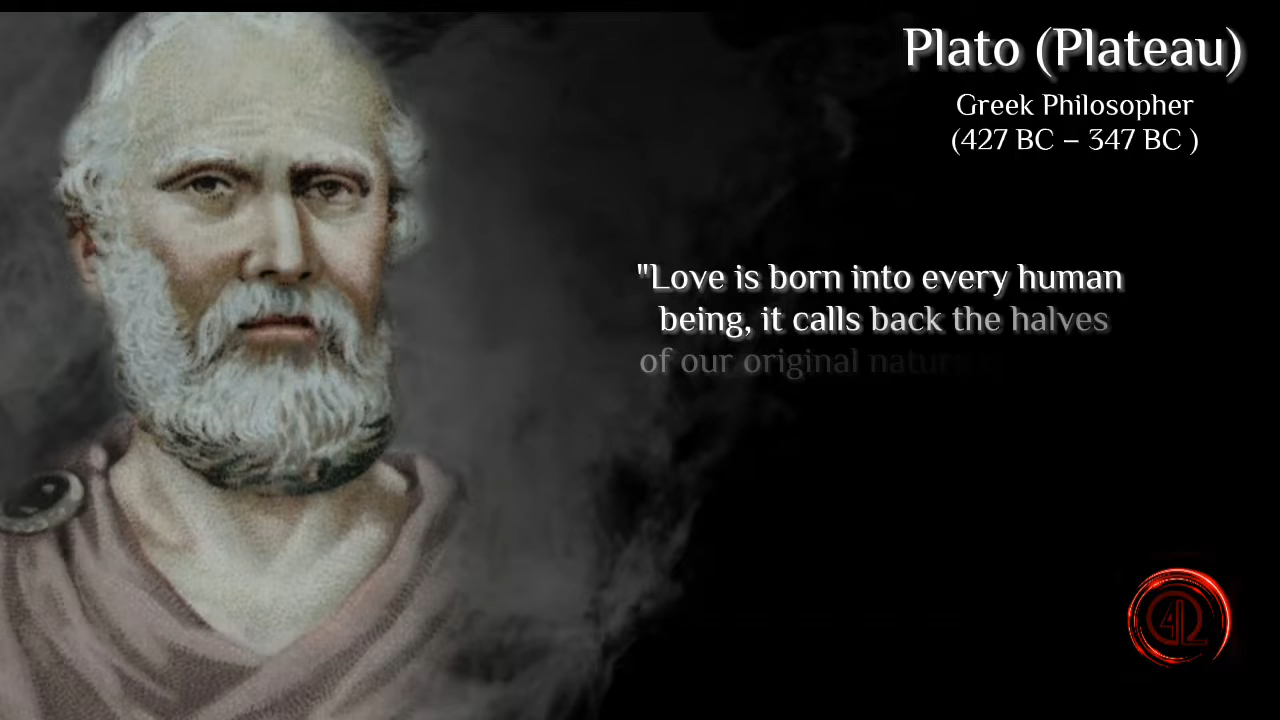 Plato (Plateau)
Greek Philosopher
(427 BC – 347 BC )
"Love is born into every human
being, it calls back the halves
of our original nature